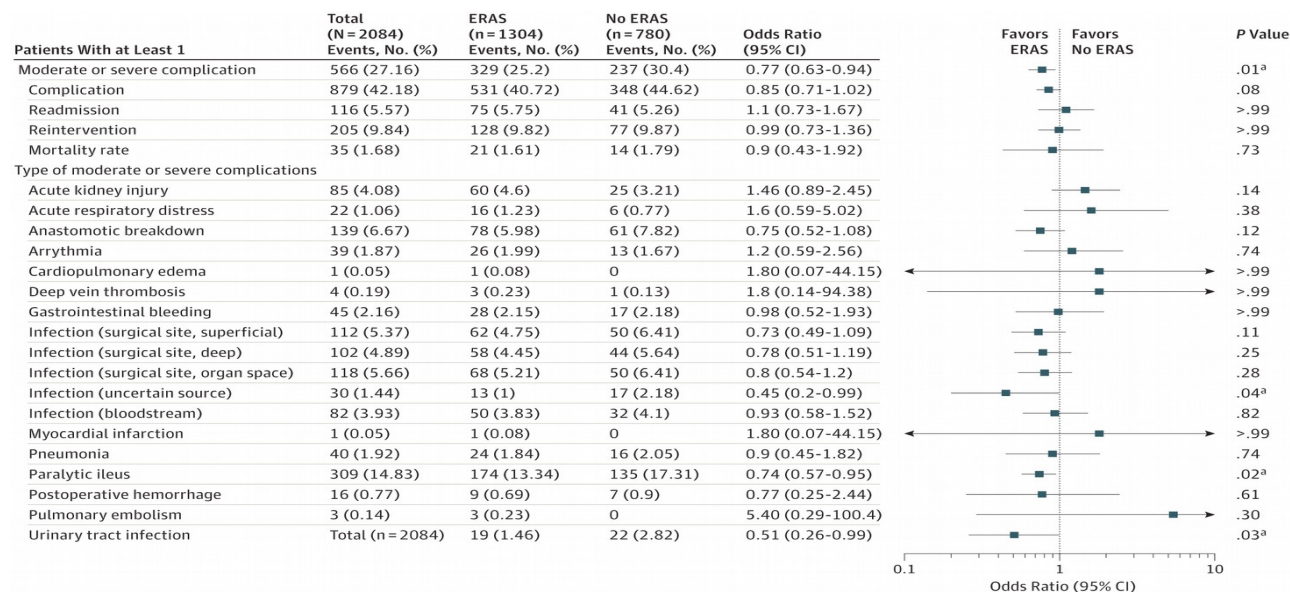 Total ERAS No ERAS
(N = 2084) (n = 1304) (n = 780) Odds Ratio Favors Favors
Patients With at Least 1 Events, No. (%) Events, No. (%) Events, No. (%) (95% CI) ERAS No ERAS P Value
Moderate or severe complication 566 (27.16) 329 (25.2) 237 (30.4) 0.77 (0.63-0.94) .01ᵃ
Complication 879 (42.18) 531 (40.72) 348 (44.62) 0.85 (0.71-1.02) .08
Readmission 116 (5.57) 75 (5.75) 41 (5.26) 1.1 (0.73-1.67) >.99
Reintervention 205 (9.84) 128 (9.82) 77 (9.87) 0.99 (0.73-1.36) >.99
Mortality rate 35 (1.68) 21 (1.61) 14 (1.79) 0.9 (0.43-1.92) .73
Type of moderate or severe complications
Acute kidney injury 85 (4.08) 60 (4.6) 25 (3.21) 1.46 (0.89-2.45) .14
Acute respiratory distress 22 (1.06) 16 (1.23) 6 (0.77) 1.6 (0.59-5.02) .38
Anastomotic breakdown 139 (6.67) 78 (5.98) 61 (7.82) 0.75 (0.52-1.08) .12
Arrythmia 39 (1.87) 26 (1.99) 13 (1.67) 1.2 (0.59-2.56) .74
Cardiopulmonary edema 1 (0.05) 1 (0.08) 0 1.80 (0.07-44.15) >.99
Deep vein thrombosis 4 (0.19) 3 (0.23) 1 (0.13) 1.8 (0.14-94.38) >.99
Gastrointestinal bleeding 45 (2.16) 28 (2.15) 17 (2.18) 0.98 (0.52-1.93) >.99
Infection (surgical site, superficial) 112 (5.37) 62 (4.75) 50 (6.41) 0.73 (0.49-1.09) .11
Infection (surgical site, deep) 102 (4.89) 58 (4.45) 44 (5.64) 0.78 (0.51-1.19) .25
Infection (surgical site, organ space) 118 (5.66) 68 (5.21) 50 (6.41) 0.8 (0.54-1.2) .28
Infection (uncertain source) 30 (1.44) 13 (1) 17 (2.18) 0.45 (0.2-0.99) .04ᵃ
Infection (bloodstream) 82 (3.93) 50 (3.83) 32 (4.1) 0.93 (0.58-1.52) .82
Myocardial infarction 1 (0.05) 1 (0.08) 0 1.80 (0.07-44.15) >.99
Pneumonia 40 (1.92) 24 (1.84) 16 (2.05) 0.9 (0.45-1.82) .74
Paralytic ileus 309 (14.83) 174 (13.34) 135 (17.31) 0.74 (0.57-0.95) .02ᵃ
Postoperative hemorrhage 16 (0.77) 9 (0.69) 7 (0.9) 0.77 (0.25-2.44) .61
Pulmonary embolism 3 (0.14) 3 (0.23) 0 5.40 (0.29-100.4) .30
Urinary tract infection Total (n = 2084) 19 (1.46) 22 (2.82) 0.51 (0.26-0.99) .03ᵃ
0.1 1 10
Odds Ratio (95% CI)